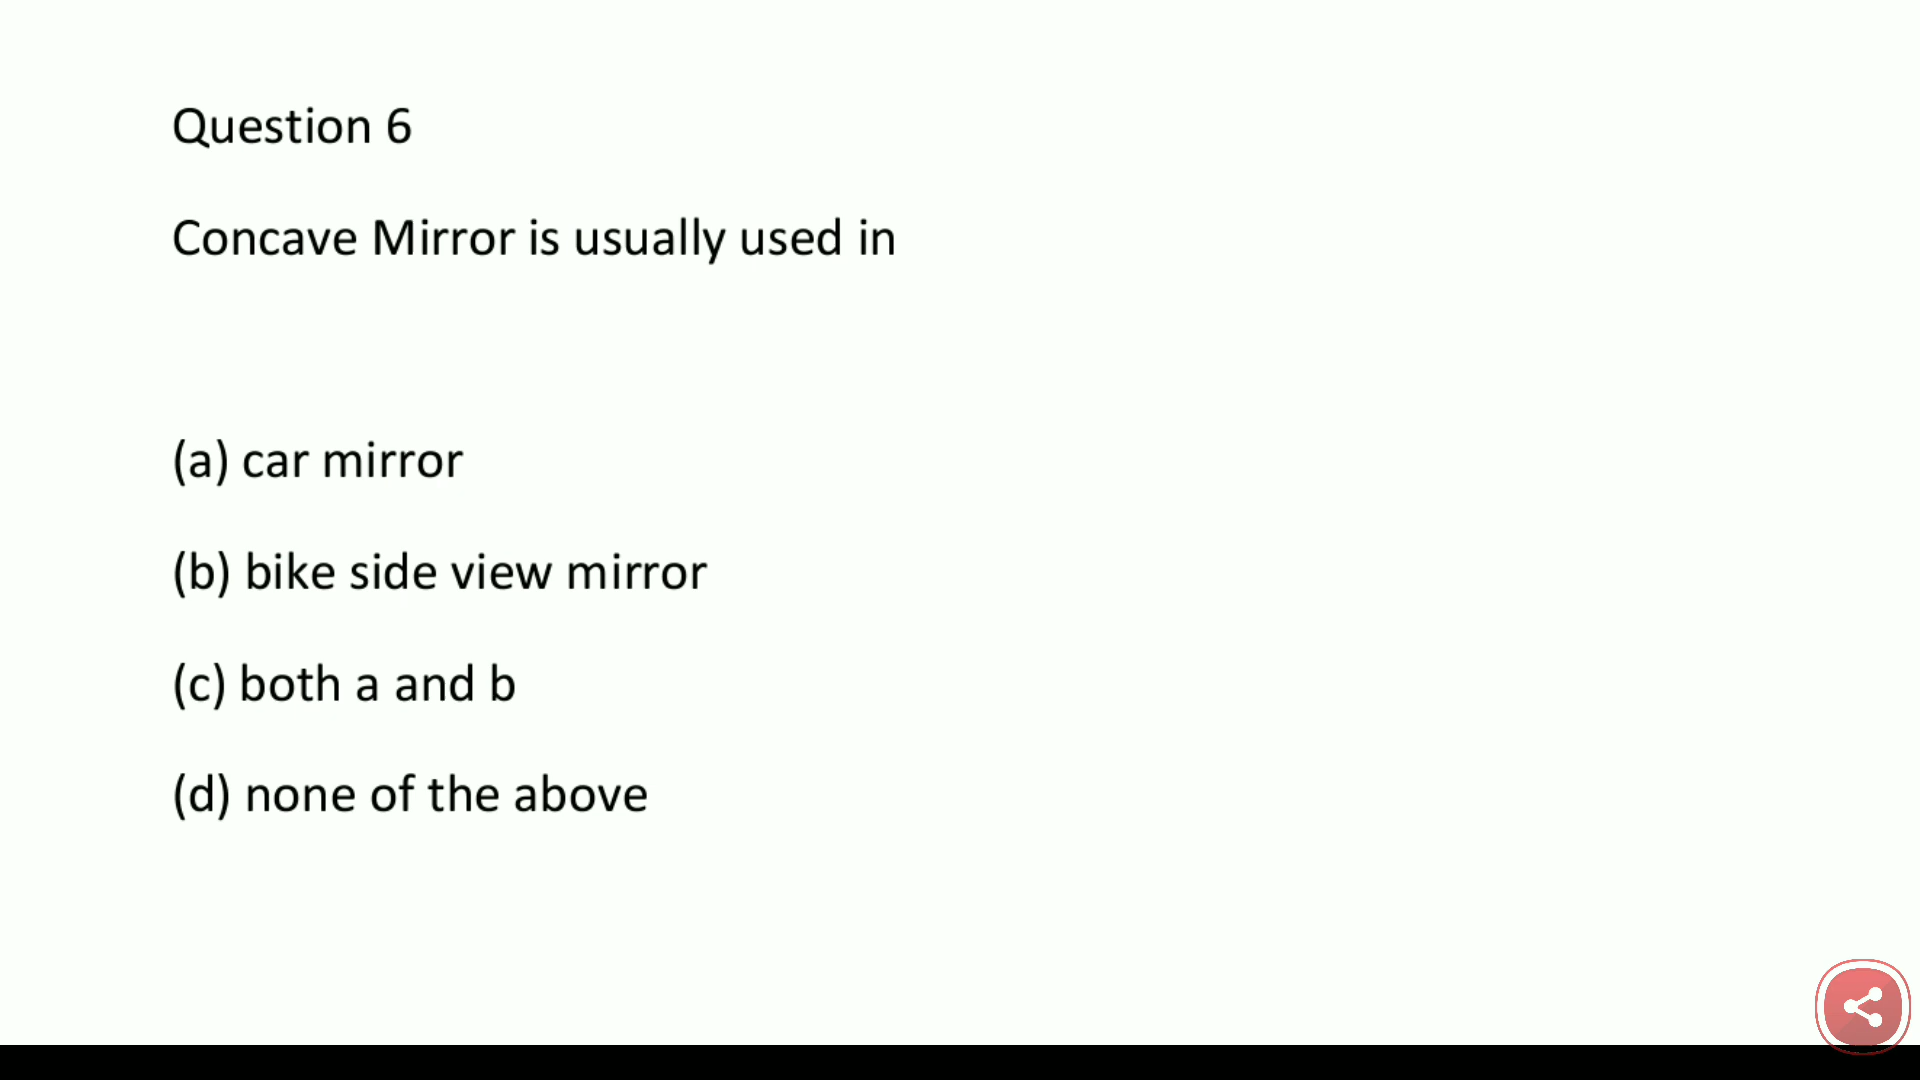 Question 6
Concave Mirror is usually used in
(a) car mirror
(b) bike side view mirror
(c) both a and b
(d) none of the above